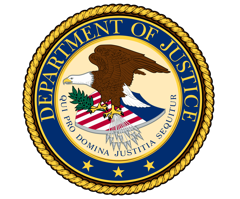 DEPARTMENT OF JUSTICE
QUI PRO DOMINA JUSTITIA SEQUITUR